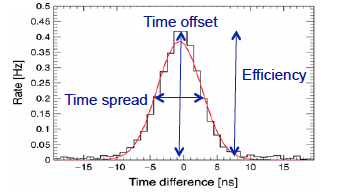 0.5
0.45
0.4
0.35
0.3
0.25
0.2
0.15
0.1
0.05
0
Rate [Hz]
Time offset
Efficiency
Time spread
−15 −10 −5 0 5 10 15
Time difference [ns]